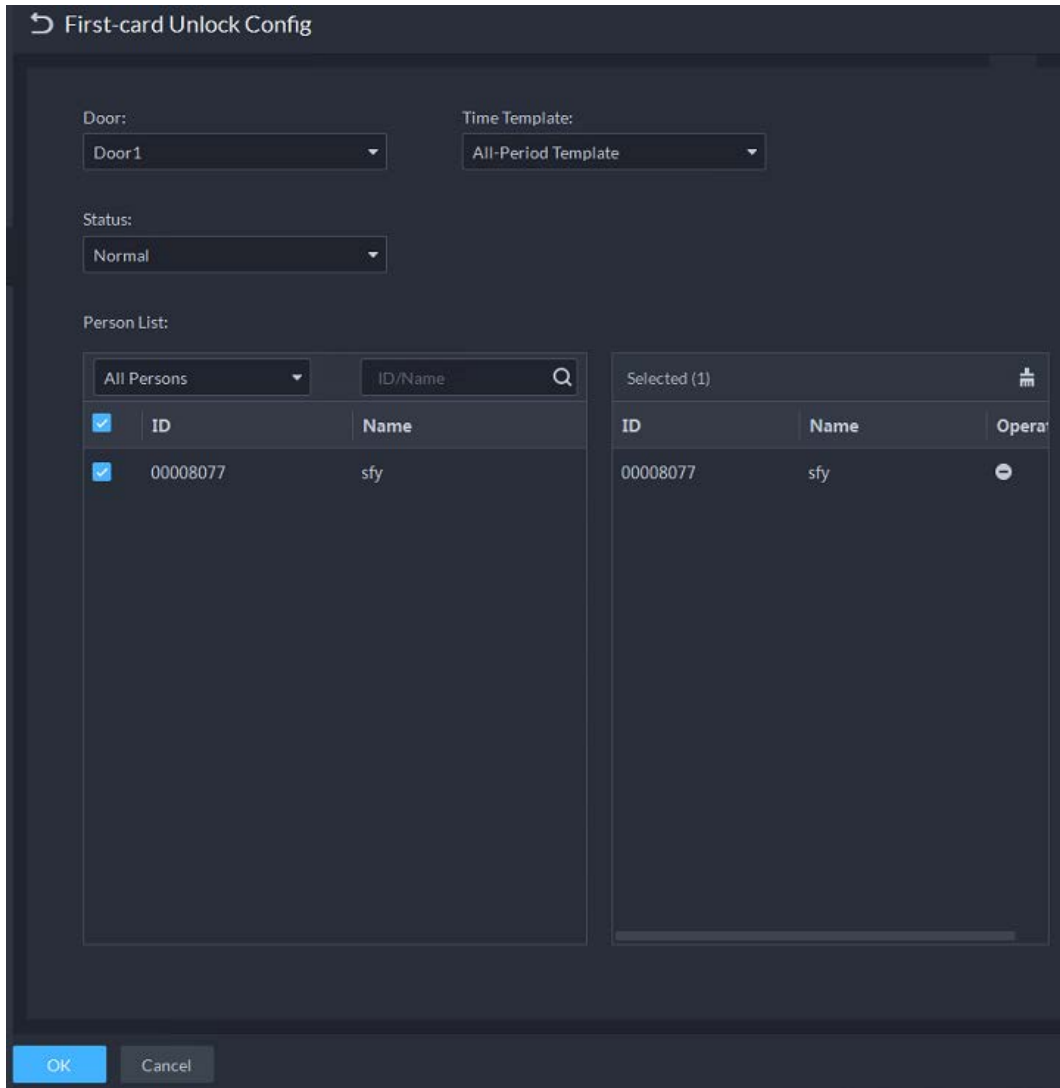 First-card Unlock Config
Door: Time Template:
Door1 All-Period Template
Status:
Normal
Person List:
All Persons ID/Name Selected (1)
ID Name ID Name Operat
00008077 sfy 00008077 sfy
OK Cancel